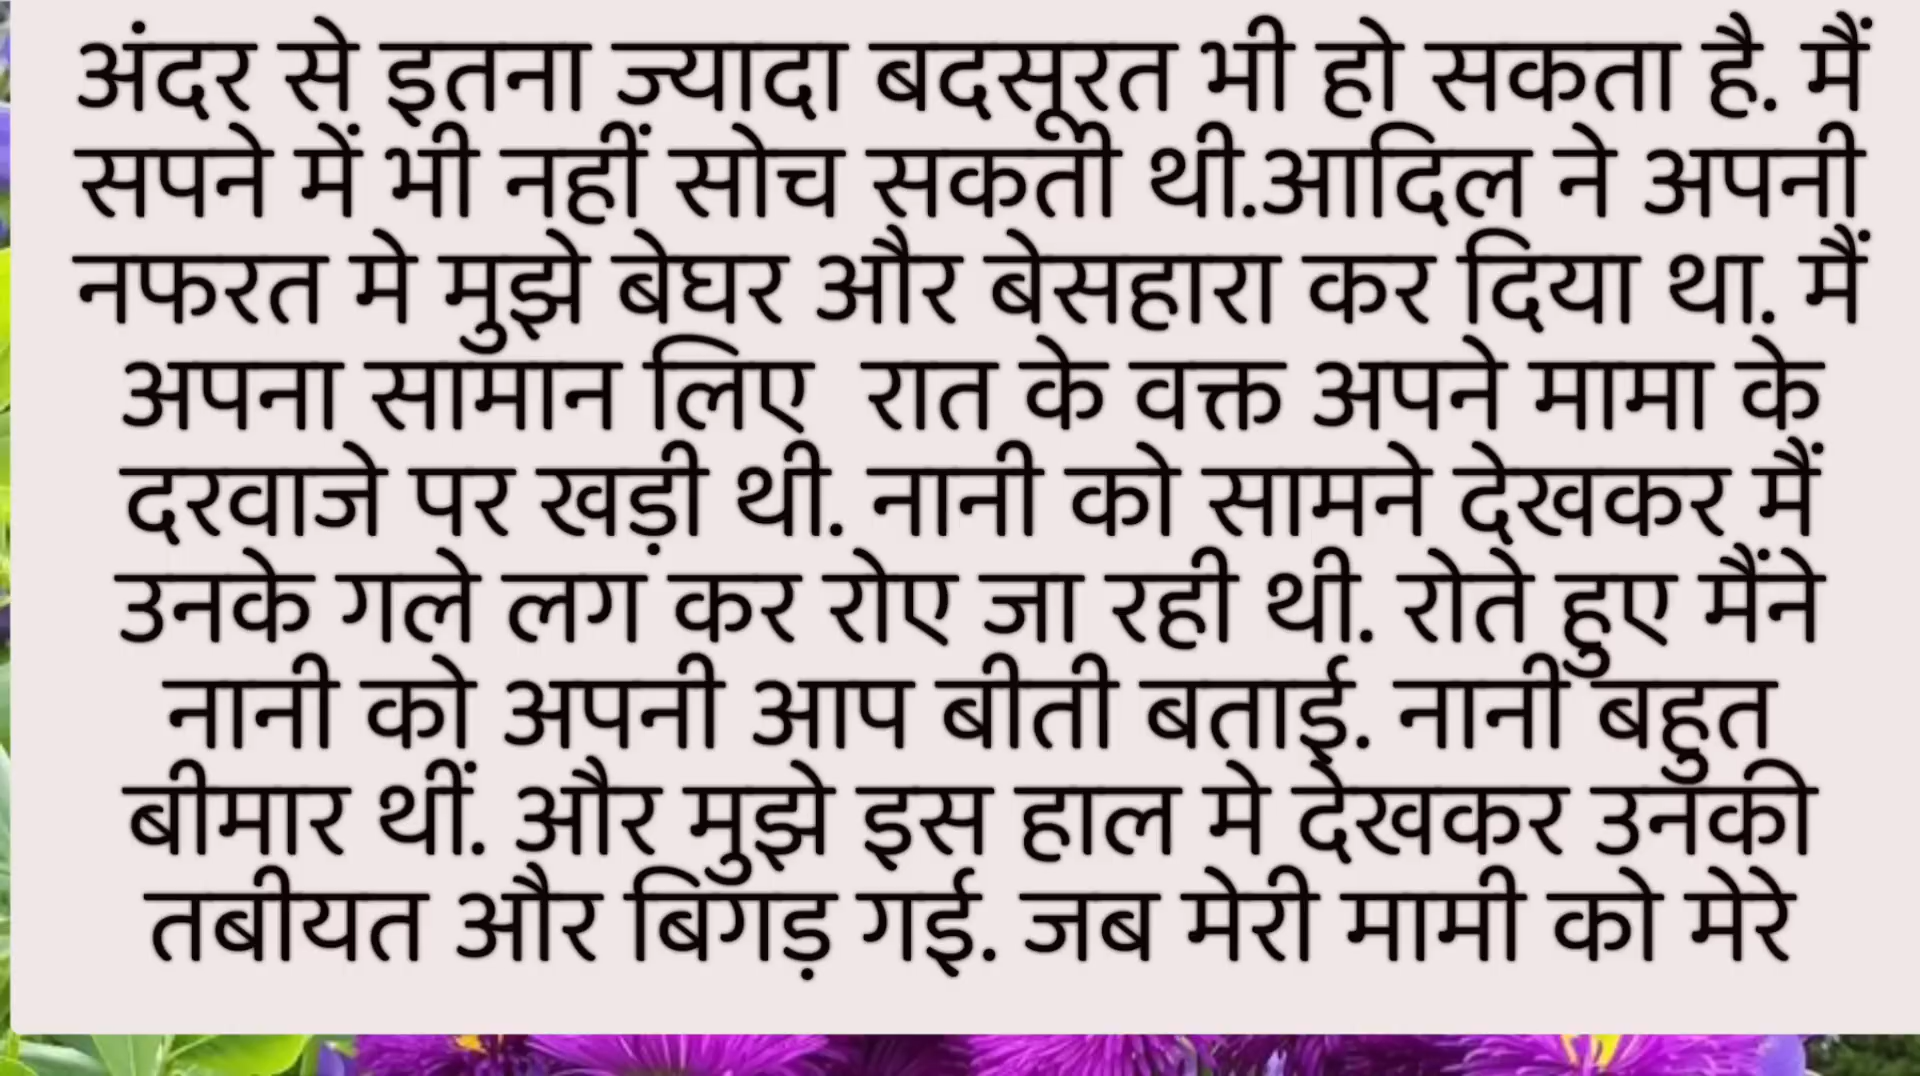 अंदर से इतना ज्यादा बदसूरत भी हो सकता है. मैं
सपने में भी नहीं सोच सकती थी.आदिल ने अपनी
नफरत मे मुझे बेघर और बेसहारा कर दिया था. मैं
अपना सामान लिए  रात के वक्त अपने मामा के
दरवाजे पर खड़ी थी. नानी को सामने देखकर मैं
उनके गले लग कर रोए जा रही थी. रोते हुए मैंने
नानी को अपनी आप बीती बताई. नानी बहुत
बीमार थीं. और मुझे इस हाल मे देखकर उनकी
तबीयत और बिगड़ गई. जब मेरी मामी को मेरे